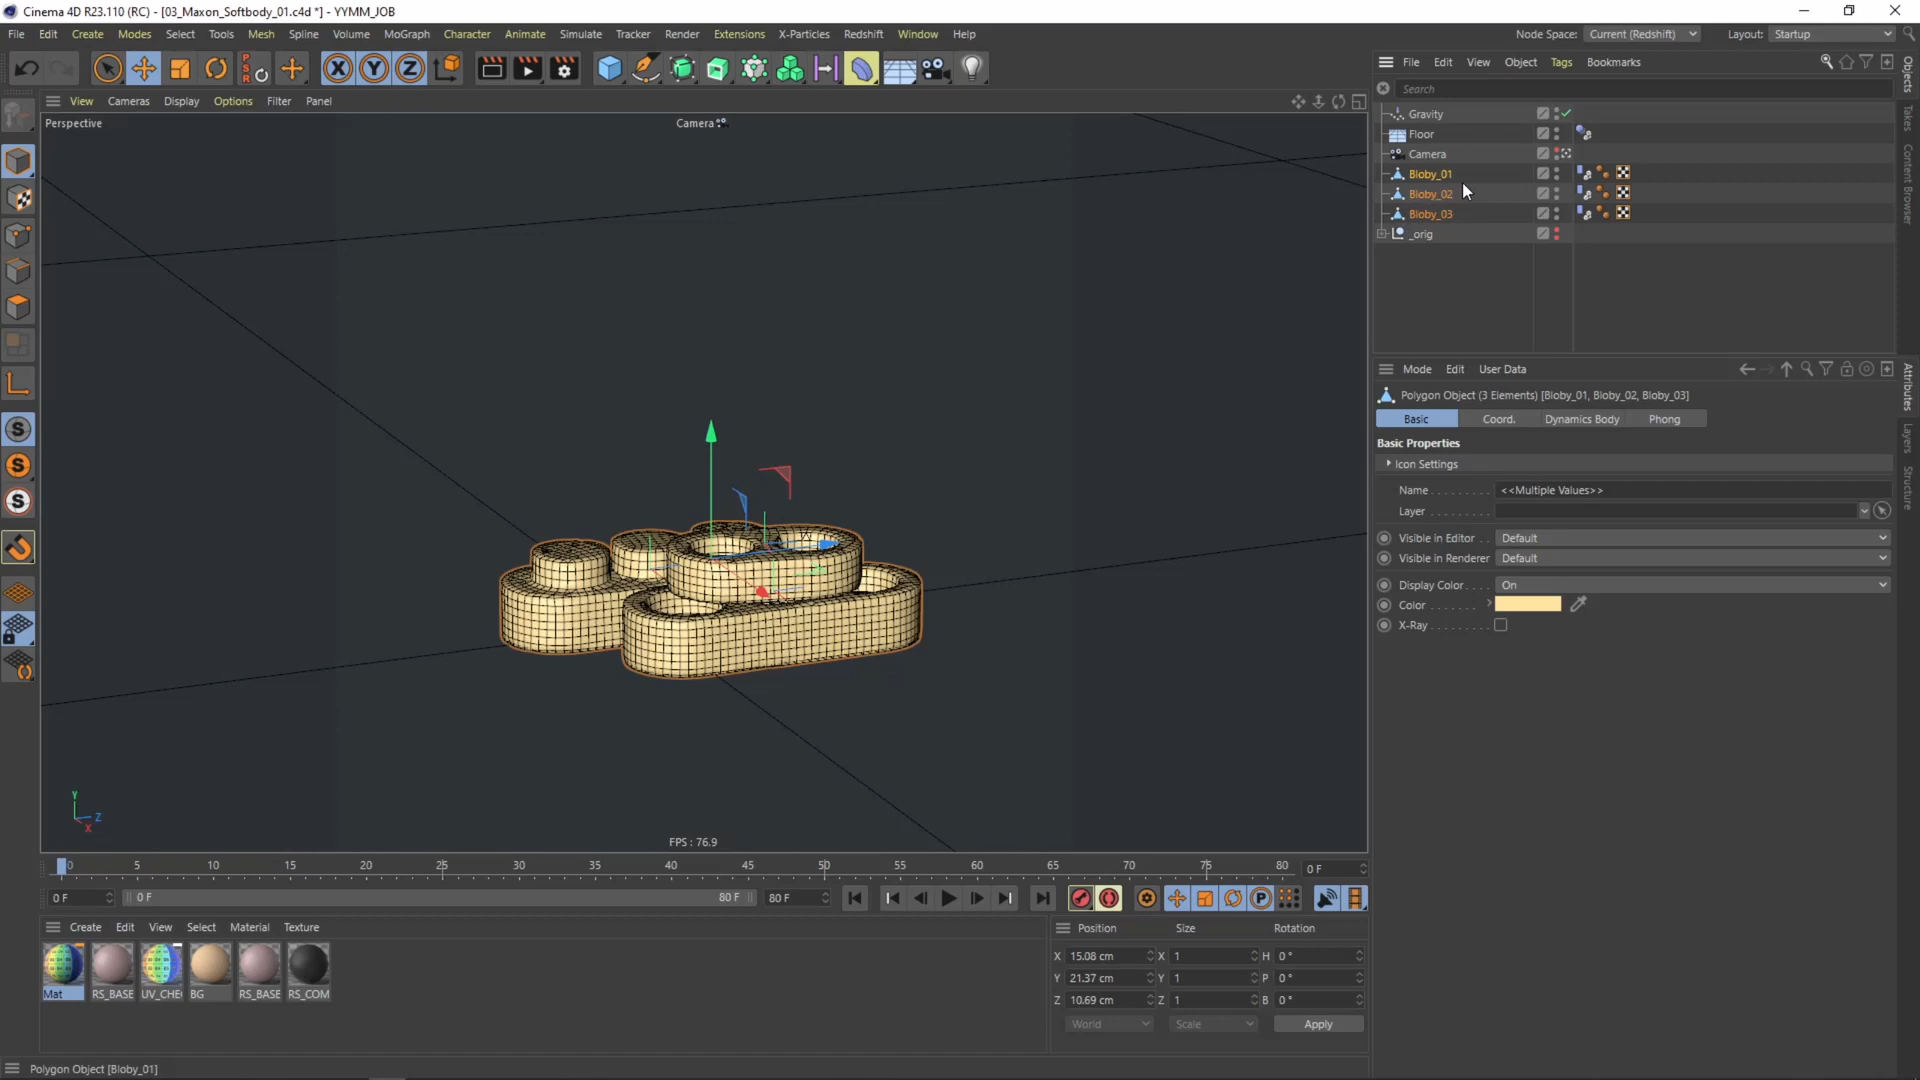 Cinema 4D R23.110 (RC) - [03_Maxon_Softbody_01.c4d *] - YYMM_JOB
File Edit Create Modes Select Tools Mesh Spline Volume MoGraph Character Animate Simulate Tracker Render Extensions X-Particles Redshift Window Help
Node Space: Current (Redshift) Layout: Startup
PSR X Y Z
File Edit View Object Tags Bookmarks
Search
View Cameras Display Options Filter Panel
Perspective
Camera
Gravity
Floor
Camera
Bloby_01
Bloby_02
Bloby_03
_orig
Objects
Takes
Content Browser
Mode Edit User Data
Polygon Object (3 Elements) [Bloby_01, Bloby_02, Bloby_03]
Basic Coord. Dynamics Body Phong
Basic Properties
Icon Settings
Name . . . . . . . . . <<Multiple Values>>
Layer . . . . . . . . . .
Visible in Editor . . Default
Visible in Renderer Default
Display Color . . . . On
Color . . . . . . .
X-Ray . . . . . . . . .
Attributes
Layers
Structure
S
S
S
Y
Z
X
FPS : 76.9
0 5 10 15 20 25 30 35 40 45 50 55 60 65 70 75 80 0 F
0 F 0 F 80 F 80 F P
Create Edit View Select Material Texture
Mat RS_BASE UV_CHE BG RS_BASE RS_COM
Position Size Rotation
X 15.08 cm X 1 H 0 °
Y 21.37 cm Y 1 P 0 °
Z 10.69 cm Z 1 B 0 °
World Scale Apply
Polygon Object [Bloby_01]